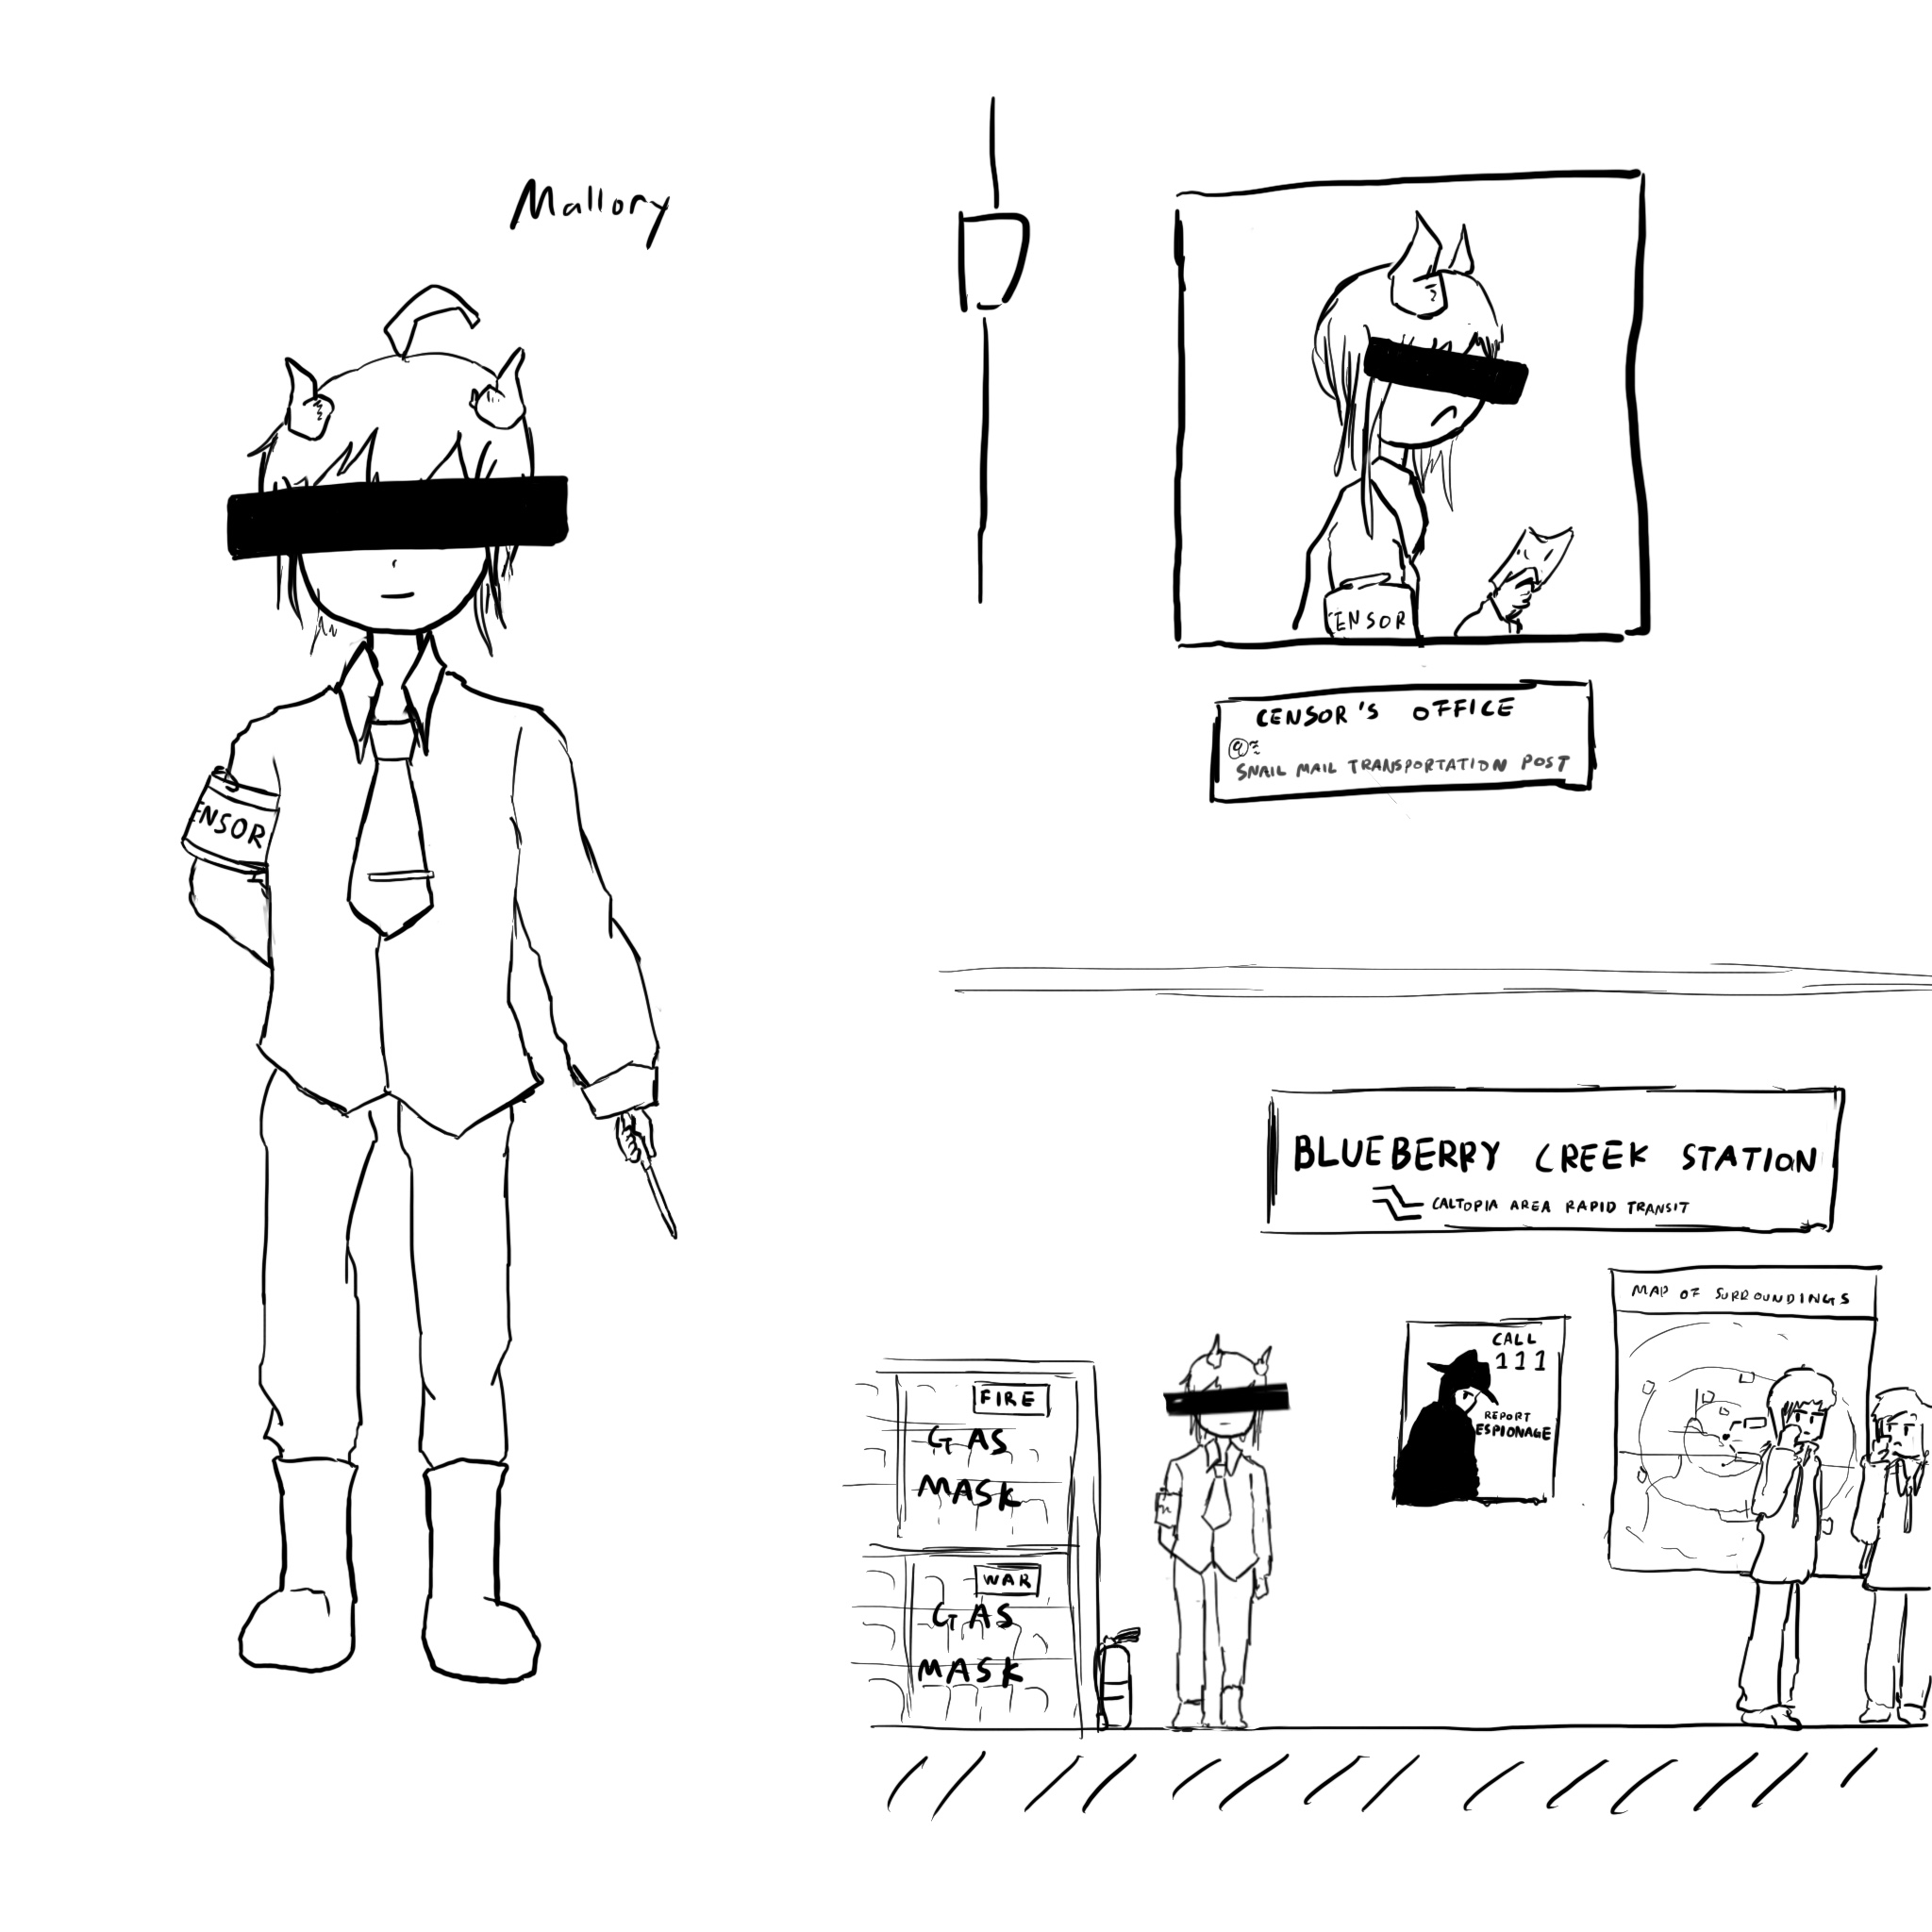 Mallory
ENSOR
ENSOR
CENSOR'S OFFICE
SNAIL MAIL TRANSPORTATION POST
BLUEBERRY CREEK STATION
CALTOPIA AREA RAPID TRANSIT
MAP OF SURROUNDINGS
CALL
111
REPORT
ESPIONAGE
FIRE
GAS
MASK
WAR
GAS
MASK